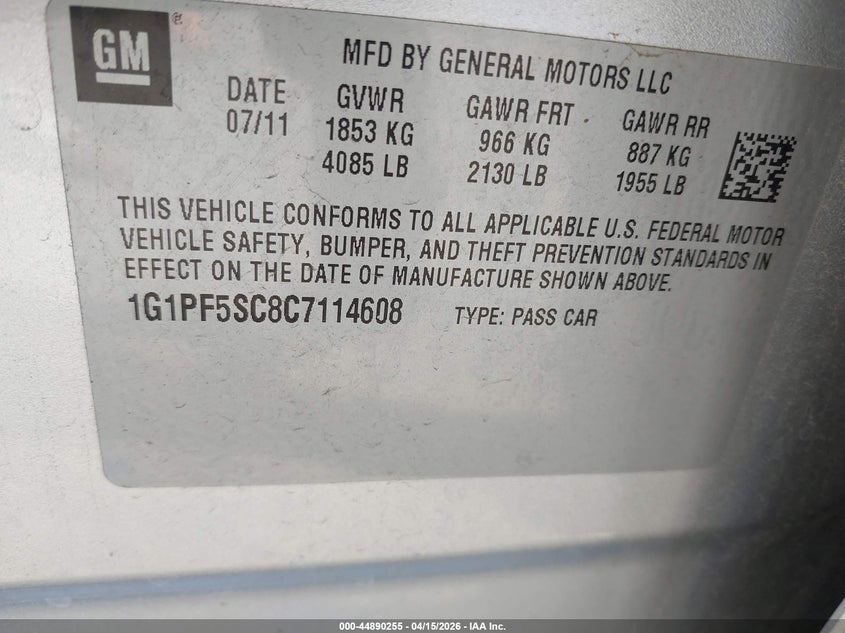 GM ®
MFD BY GENERAL MOTORS LLC
DATE GVWR GAWR FRT GAWR RR
07/11 1853 KG 966 KG 887 KG
4085 LB 2130 LB 1955 LB
THIS VEHICLE CONFORMS TO ALL APPLICABLE U.S. FEDERAL MOTOR
VEHICLE SAFETY, BUMPER, AND THEFT PREVENTION STANDARDS IN
EFFECT ON THE DATE OF MANUFACTURE SHOWN ABOVE.
1G1PF5SC8C7114608 TYPE: PASS CAR
000-44890255 - 04/15/2026 - IAA Inc.